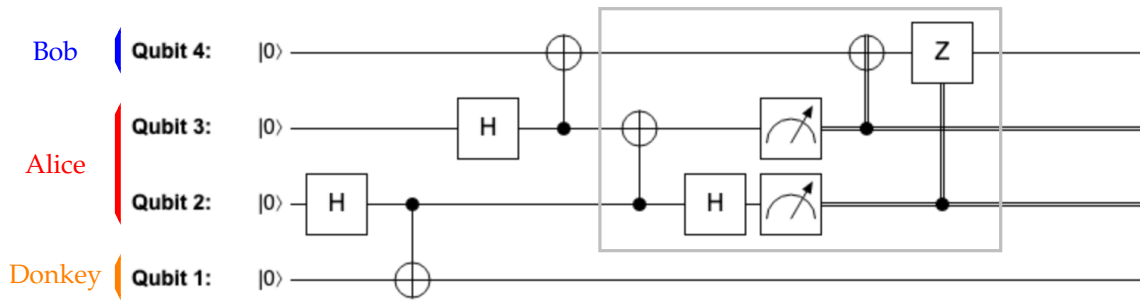 Bob Qubit 4: |0⟩ Z
Alice
Qubit 3: |0⟩ H
Qubit 2: |0⟩ H H
Donkey Qubit 1: |0⟩